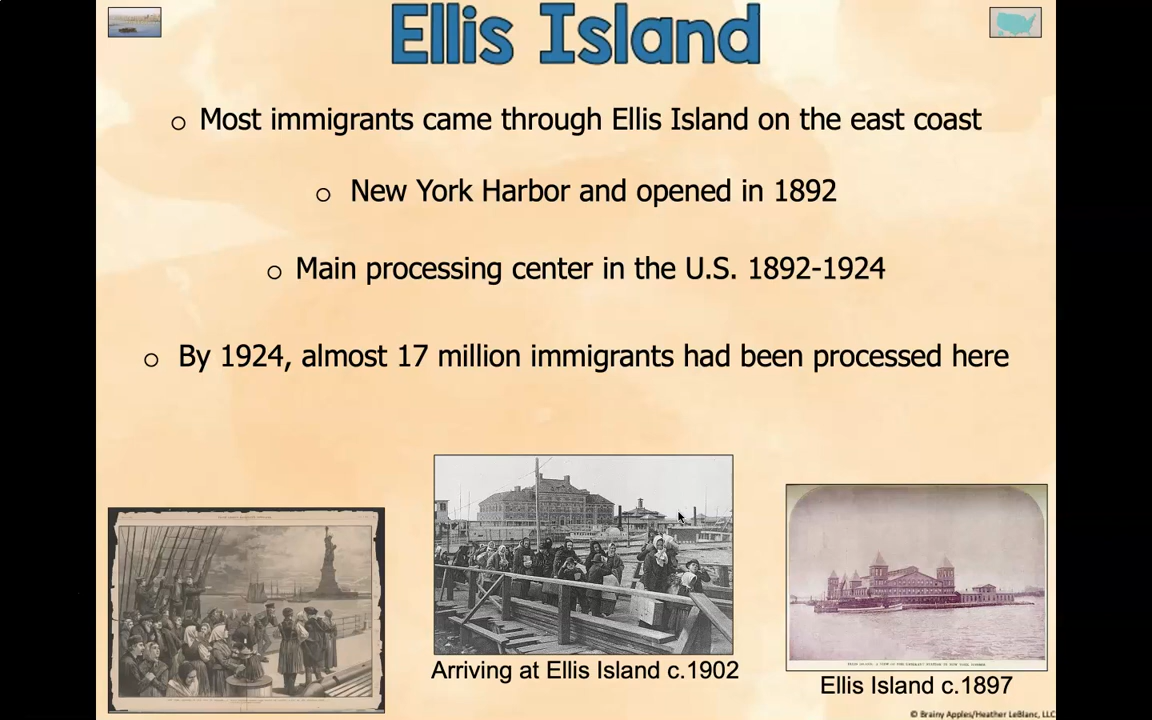 Ellis Island
○ Most immigrants came through Ellis Island on the east coast
○ New York Harbor and opened in 1892
○ Main processing center in the U.S. 1892-1924
○ By 1924, almost 17 million immigrants had been processed here
Arriving at Ellis Island c.1902
Ellis Island c.1897
© Brainy Apples/Heather LeBlanc, LLC